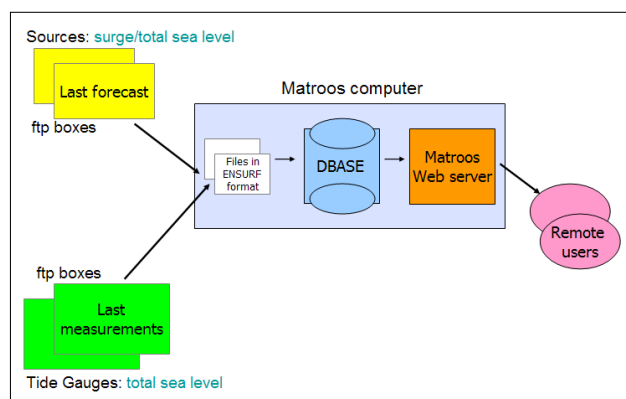 Sources: surge/total sea level
Last forecast
ftp boxes
Matroos computer
Files in
ENSURF
format
DBASE
Matroos
Web server
Remote
users
ftp boxes
Last
measurements
Tide Gauges: total sea level